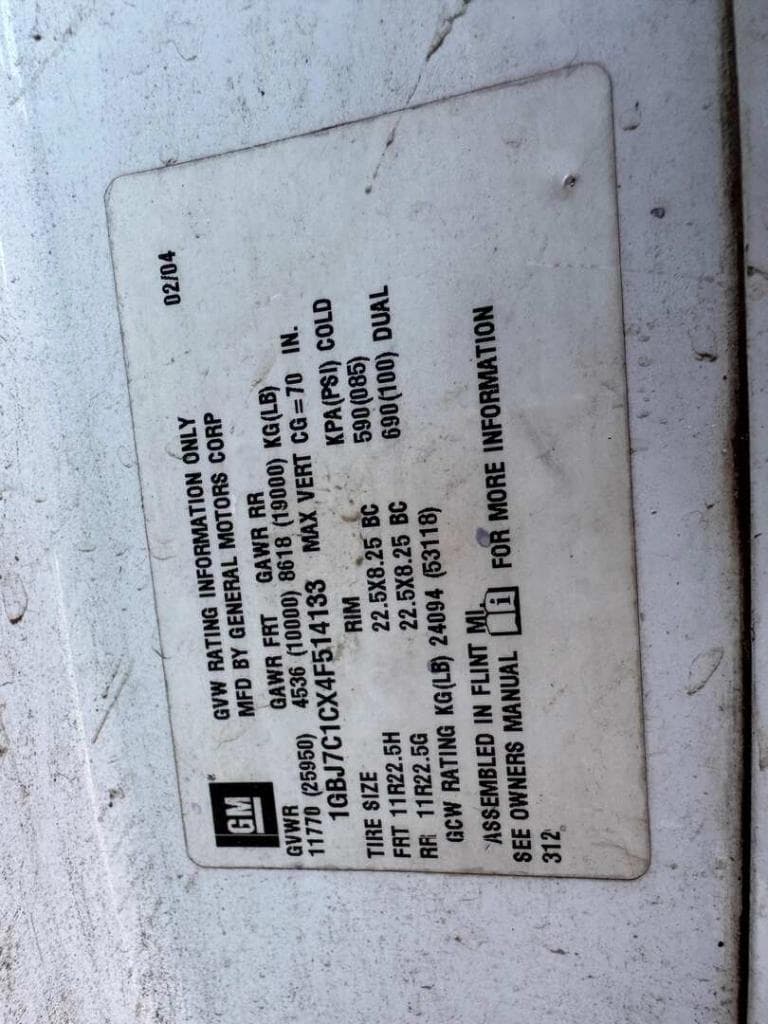 GM
GVW RATING INFORMATION ONLY 02/04
MFD BY GENERAL MOTORS CORP
GAWR FRT GAWR RR
GVWR
11770 (25950) 4536 (10000) 8618 (19000) KG(LB)
1GBJ7C1CX4F514133 MAX VERT CG=70 IN.
RIM KPA(PSI) COLD
TIRE SIZE
FRT 11R22.5H 22.5X8.25 BC 590(085)
RR 11R22.5G 22.5X8.25 BC 690(100) DUAL
GCW RATING KG(LB) 24094 (53118)
ASSEMBLED IN FLINT MI.
SEE OWNERS MANUAL i FOR MORE INFORMATION
312